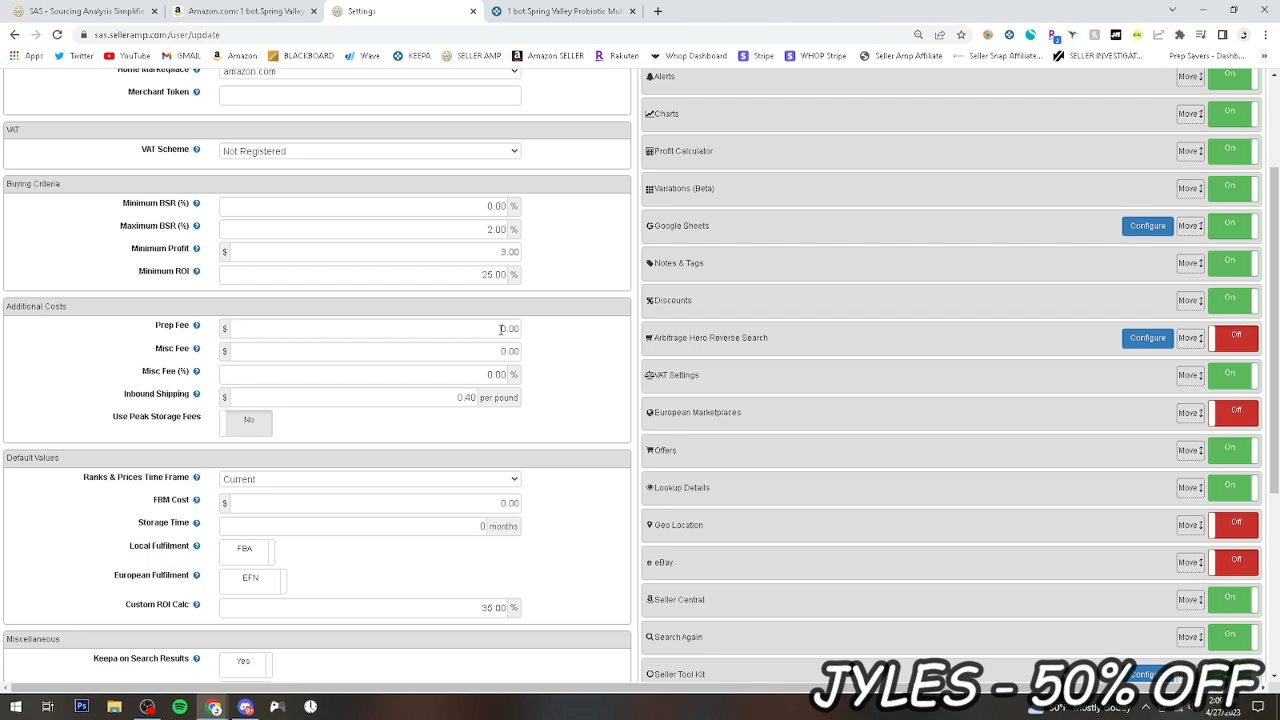 SAS - Sourcing Analysis Simplifie
Amazon.com: 1 bot.Spring Valley
Settings
1 bot.Spring Valley Probiotic Mul
sas.selleramp.com/user/update
Apps
Twitter
YouTube
GMAIL
Amazon
BLACKBOARD
Wave
KEEPA
SELLER AMP
Amazon SELLER
Rakuten
Whop Dashboard
Stripe
WHOP Stripe
Seller Amp Affiliate...
Seller Snap Affiliate...
SELLER INVESTIGAT...
Prep Savers - Dashb...
Home Marketplace
amazon.com
Merchant Token
VAT
VAT Scheme
Not Registered
Buying Criteria
Minimum BSR (%)
0.00 %
Maximum BSR (%)
2.00 %
Minimum Profit
$ 3.00
Minimum ROI
25.00 %
Additional Costs
Prep Fee
$ 0.00
Misc Fee
$ 0.00
Misc Fee (%)
0.00 %
Inbound Shipping
$ 0.40 per pound
Use Peak Storage Fees
No
Default Values
Ranks & Prices Time Frame
Current
FBM Cost
$ 0.00
Storage Time
0 months
Local Fulfilment
FBA
European Fulfilment
EFN
Custom ROI Calc
35.00 %
Miscellaneous
Keepa on Search Results
Yes
Alerts Move On
Charts Move On
Profit Calculator Move On
Variations (Beta) Move On
Google Sheets Configure Move On
Notes & Tags Move On
Discounts Move On
Arbitrage Hero Reverse Search Configure Move Off
VAT Settings Move On
European Marketplaces Move Off
Offers Move On
Lookup Details Move On
Geo Location Move Off
eBay Move Off
Seller Central Move On
Search Again Move On
Seller Tool Kit
JYLES - 50% OFF
4/27/2023